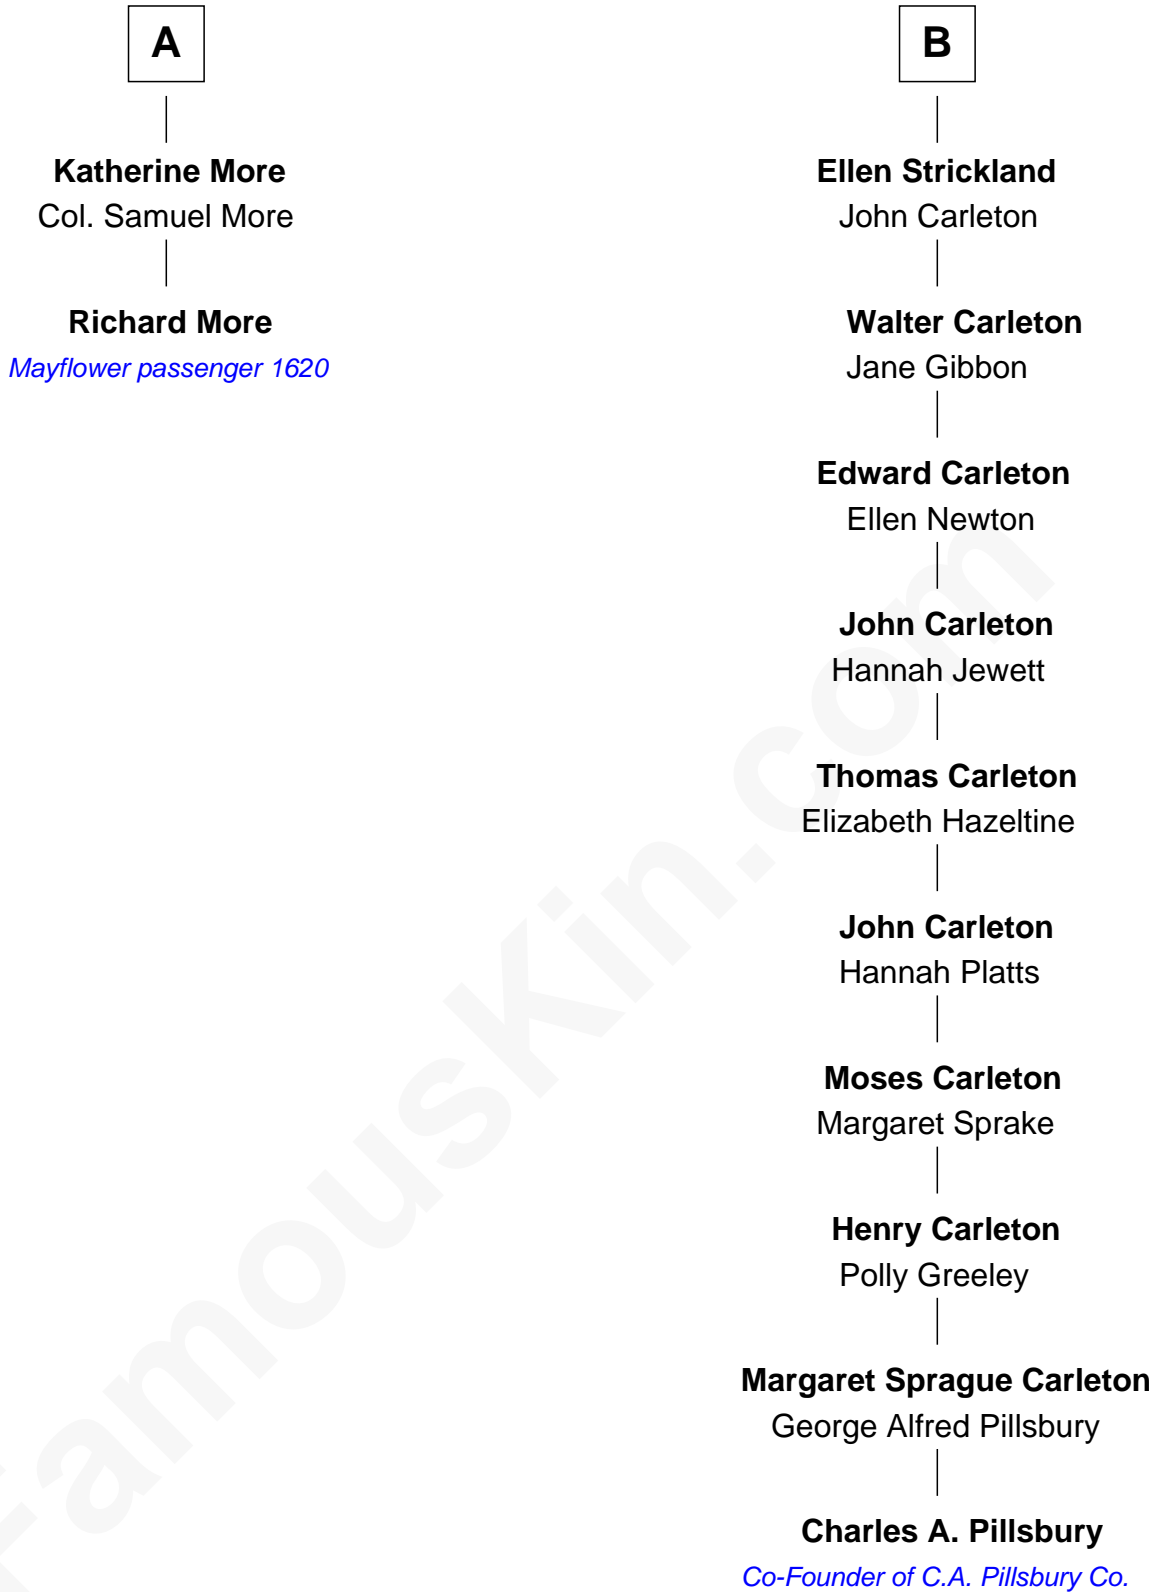 A
Katherine More
Col. Samuel More
Richard More
Mayflower passenger 1620
B
Ellen Strickland
John Carleton
Walter Carleton
Jane Gibbon
Edward Carleton
Ellen Newton
John Carleton
Hannah Jewett
Thomas Carleton
Elizabeth Hazeltine
John Carleton
Hannah Platts
Moses Carleton
Margaret Sprake
Henry Carleton
Polly Greeley
Margaret Sprague Carleton
George Alfred Pillsbury
Charles A. Pillsbury
Co-Founder of C.A. Pillsbury Co.
FamousKin.com